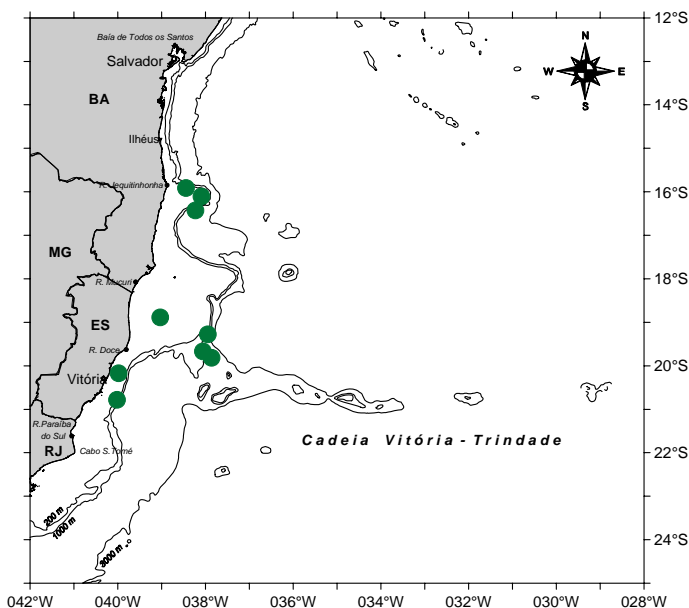 12°S
Baía de Todos os Santos
Salvador
N
W E
S
BA
14°S
Ilhéus
R. Jequitinhonha
16°S
MG
R. Mucuri
18°S
ES
R. Doce
20°S
Vitória
R.Paraíba
do Sul
Cadeia Vitória - Trindade
RJ
Cabo S.Tomé
22°S
200 m
1000 m
3000 m
24°S
042°W 040°W 038°W 036°W 034°W 032°W 030°W 028°W